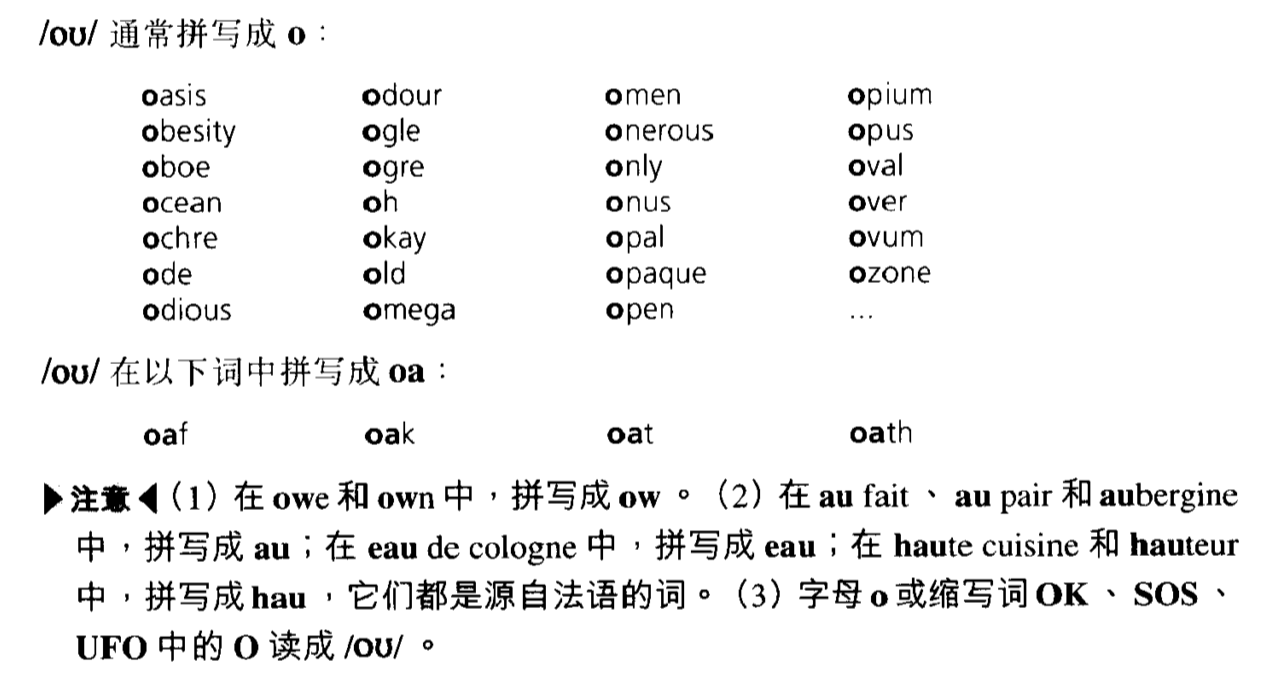 /oʊ/ 通常拼写成 o：
oasis odour omen opium
obesity ogle onerous opus
oboe ogre only oval
ocean oh onus over
ochre okay opal ovum
ode old opaque ozone
odious omega open …
/oʊ/ 在以下词中拼写成 oa：
oaf oak oat oath
▶注意◀（1）在 owe 和 own 中，拼写成 ow。（2）在 au fait、au pair 和 aubergine
中，拼写成 au；在 eau de cologne 中，拼写成 eau；在 haute cuisine 和 hauteur
中，拼写成 hau，它们都是源自法语的词。（3）字母 o 或缩写词 OK、SOS、
UFO 中的 O 读成 /oʊ/。